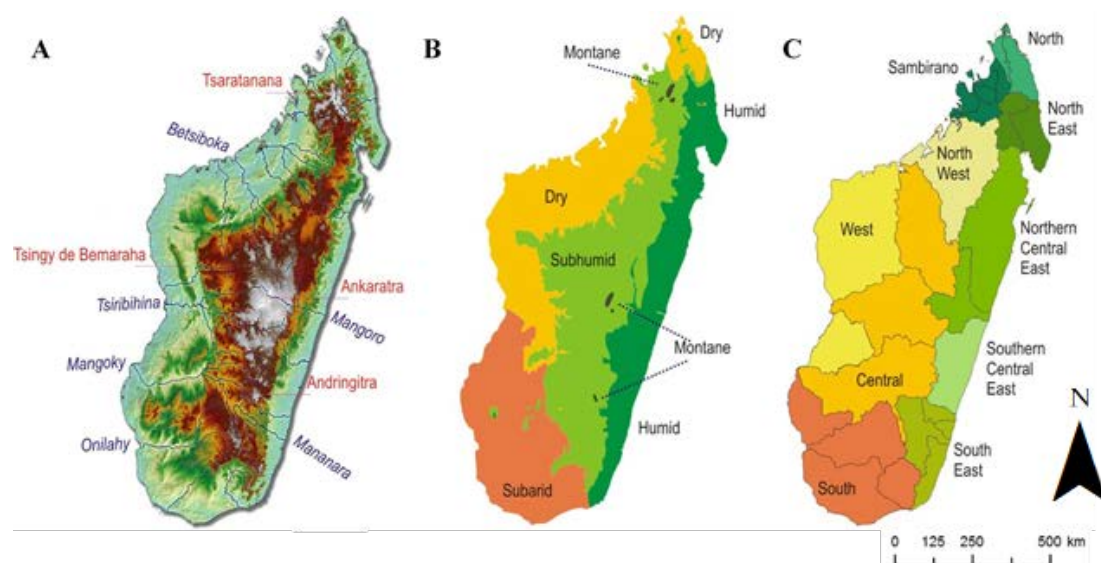 A
Tsaratanana
Betsiboka
Tsingy de Bemaraha
Tsiribihina
Ankaratra
Mangoro
Mangoky
Andringitra
Onilahy
Mananara
B
Dry
Montane
Humid
Dry
Subhumid
Montane
Humid
Subarid
C
North
Sambirano
North
East
North
West
West
Northern
Central
East
Southern
Central
East
Central
South
East
South
N
0 125 250 500 km